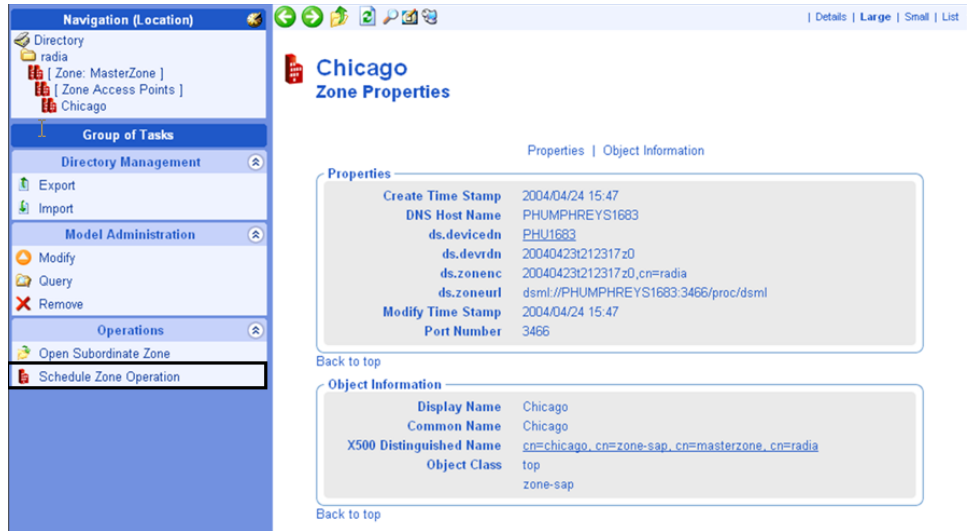 Navigation (Location)
Directory
radia
[ Zone: MasterZone ]
[ Zone Access Points ]
Chicago
Group of Tasks
Directory Management
Export
Import
Model Administration
Modify
Query
Remove
Operations
Open Subordinate Zone
Schedule Zone Operation
| Details | Large | Small | List
Chicago
Zone Properties
Properties | Object Information
Properties
Create Time Stamp 2004/04/24 15:47
DNS Host Name PHUMPHREYS1683
ds.devicedn PHU1683
ds.devrdn 20040423t212317z0
ds.zonenc 20040423t212317z0,cn=radia
ds.zoneurl dsml://PHUMPHREYS1683:3466/proc/dsml
Modify Time Stamp 2004/04/24 15:47
Port Number 3466
Back to top
Object Information
Display Name Chicago
Common Name Chicago
X500 Distinguished Name cn=chicago, cn=zone-sap, cn=masterzone, cn=radia
Object Class top
zone-sap
Back to top